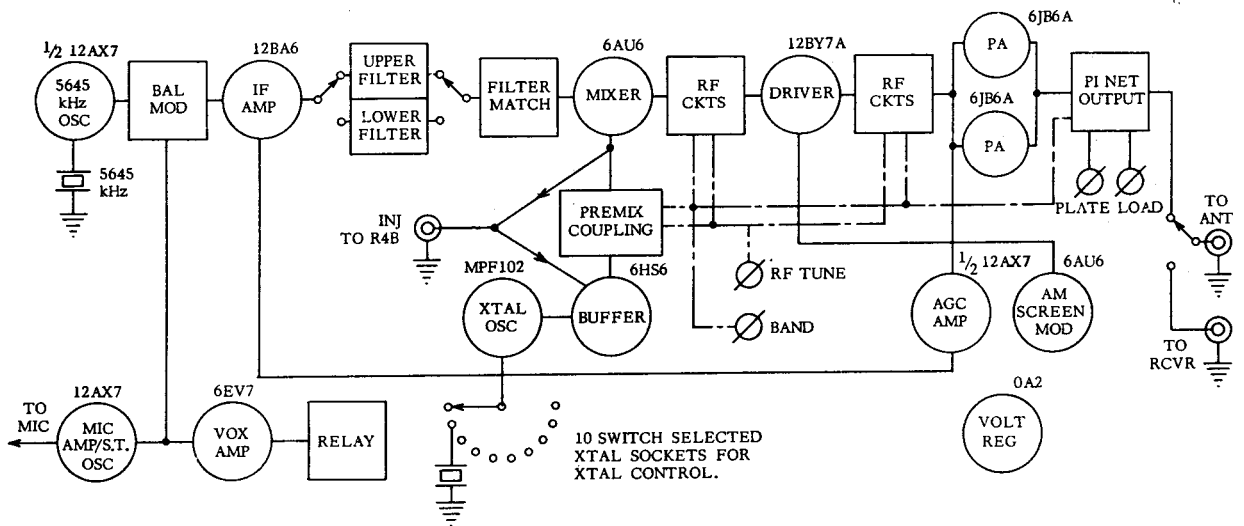 1/2 12AX7
5645
kHz
OSC
5645
kHz
BAL
MOD
12BA6
IF
AMP
UPPER
FILTER
LOWER
FILTER
FILTER
MATCH
6AU6
MIXER
RF
CKTS
12BY7A
DRIVER
RF
CKTS
6JB6A
PA
6JB6A
PA
PI NET
OUTPUT
PLATE LOAD
TO
ANT
INJ
TO R4B
PREMIX
COUPLING
MPF102
XTAL
OSC
6HS6
BUFFER
RF TUNE
BAND
1/2 12AX7
AGC
AMP
6AU6
AM
SCREEN
MOD
TO
RCVR
TO
MIC
12AX7
MIC
AMP/S.T.
OSC
6EV7
VOX
AMP
RELAY
10 SWITCH SELECTED
XTAL SOCKETS FOR
XTAL CONTROL.
0A2
VOLT
REG